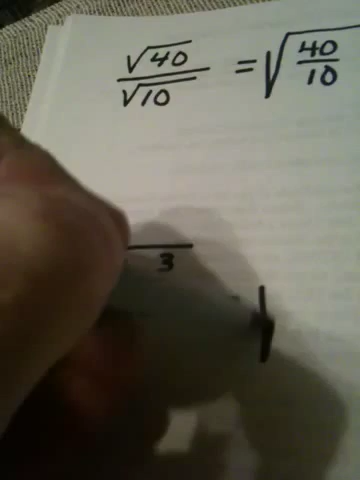 √40 / √10 = √(40/10)
3